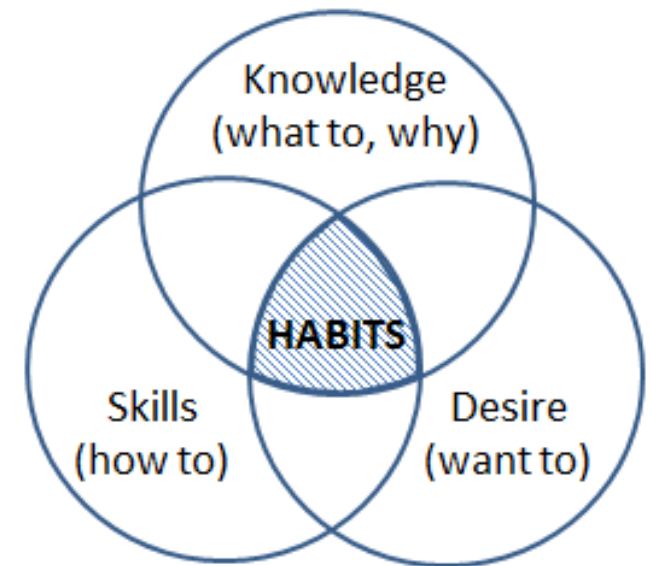 Knowledge
(what to, why)
HABITS
Skills
(how to)
Desire
(want to)